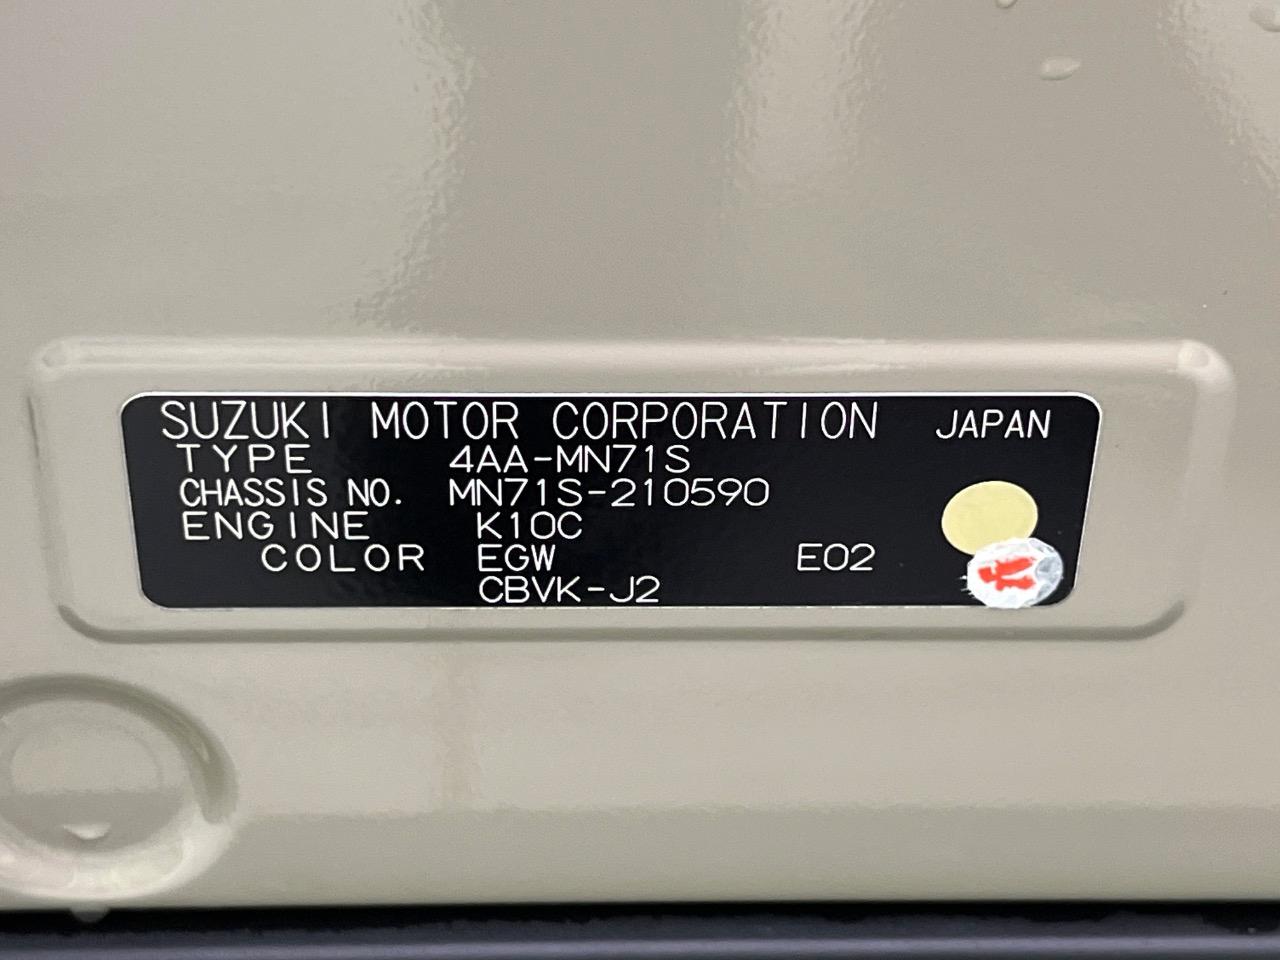 SUZUKI MOTOR CORPORATION JAPAN
TYPE 4AA-MN71S
CHASSIS NO. MN71S-210590
ENGINE K10C
COLOR EGW E02
CBVK-J2